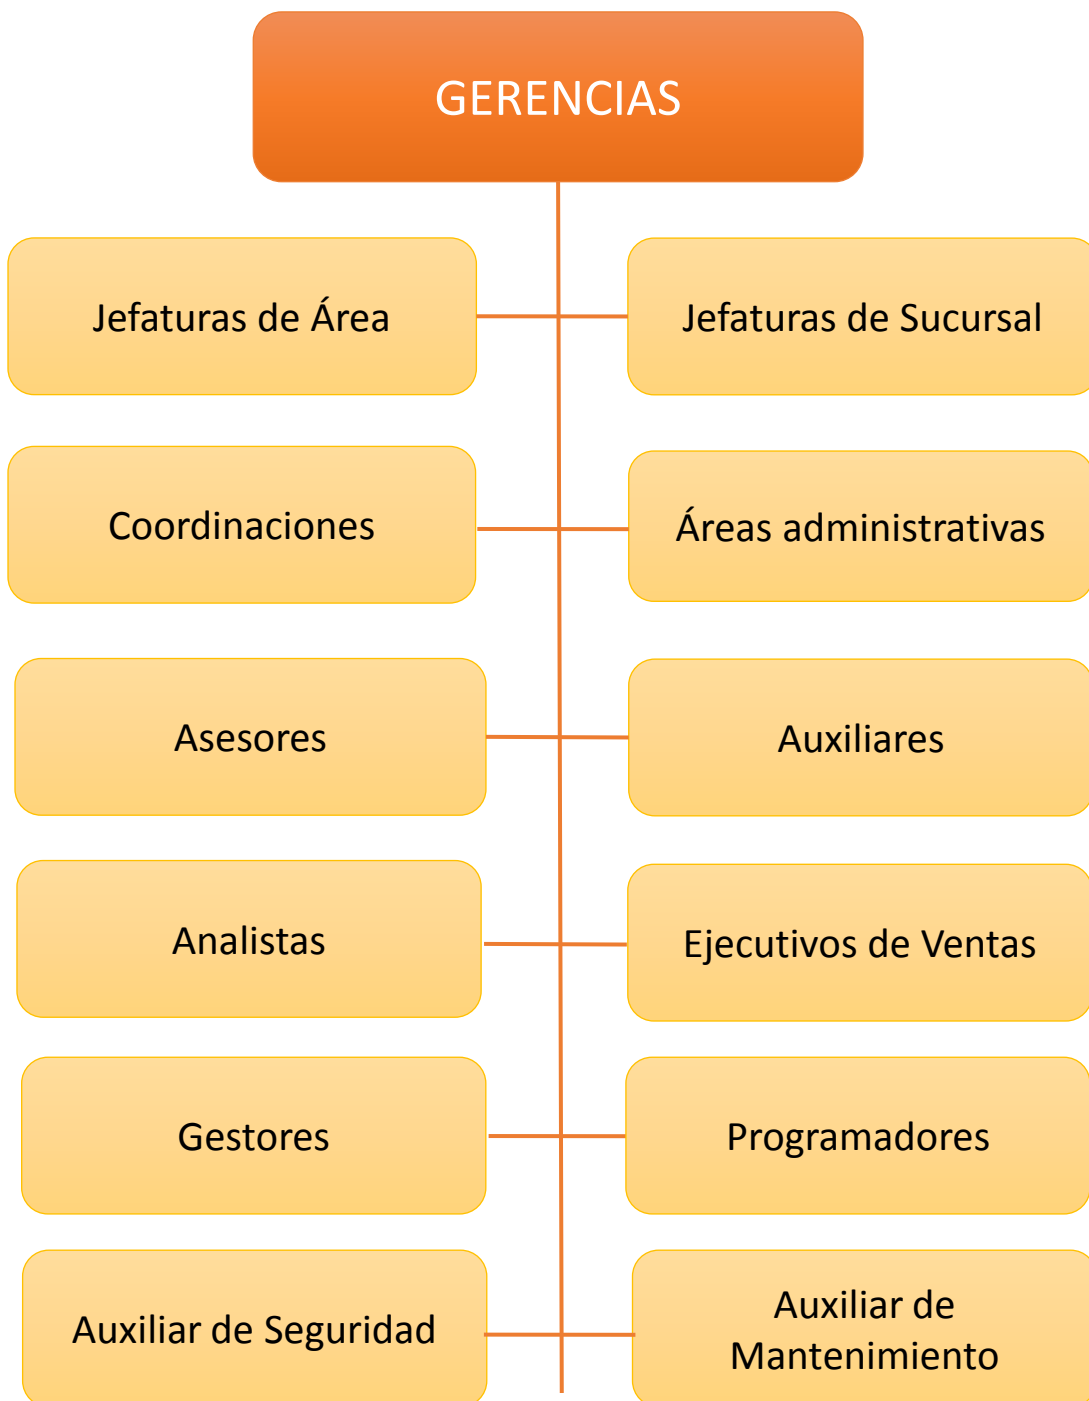 GERENCIAS
Jefaturas de Área
Jefaturas de Sucursal
Coordinaciones
Áreas administrativas
Asesores
Auxiliares
Analistas
Ejecutivos de Ventas
Gestores
Programadores
Auxiliar de Seguridad
Auxiliar de
Mantenimiento